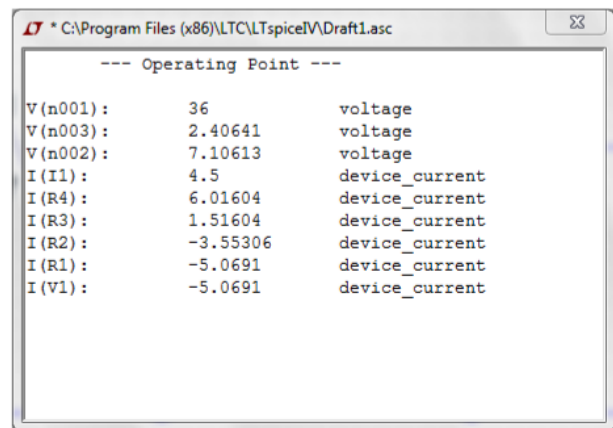 * C:\Program Files (x86)\LTC\LTspiceIV\Draft1.asc
--- Operating Point ---
V(n001): 36 voltage
V(n003): 2.40641 voltage
V(n002): 7.10613 voltage
I(I1): 4.5 device_current
I(R4): 6.01604 device_current
I(R3): 1.51604 device_current
I(R2): -3.55306 device_current
I(R1): -5.0691 device_current
I(V1): -5.0691 device_current